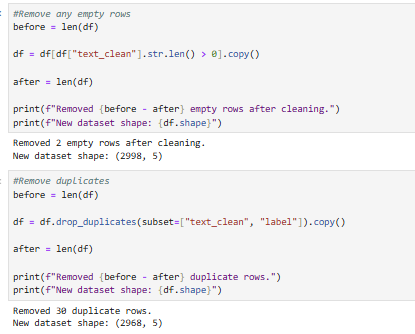 #Remove any empty rows
before = len(df)
df = df[df["text_clean"].str.len() > 0].copy()
after = len(df)
print(f"Removed {before - after} empty rows after cleaning.")
print(f"New dataset shape: {df.shape}")
Removed 2 empty rows after cleaning.
New dataset shape: (2998, 5)
#Remove duplicates
before = len(df)
df = df.drop_duplicates(subset=["text_clean", "label"]).copy()
after = len(df)
print(f"Removed {before - after} duplicate rows.")
print(f"New dataset shape: {df.shape}")
Removed 30 duplicate rows.
New dataset shape: (2968, 5)